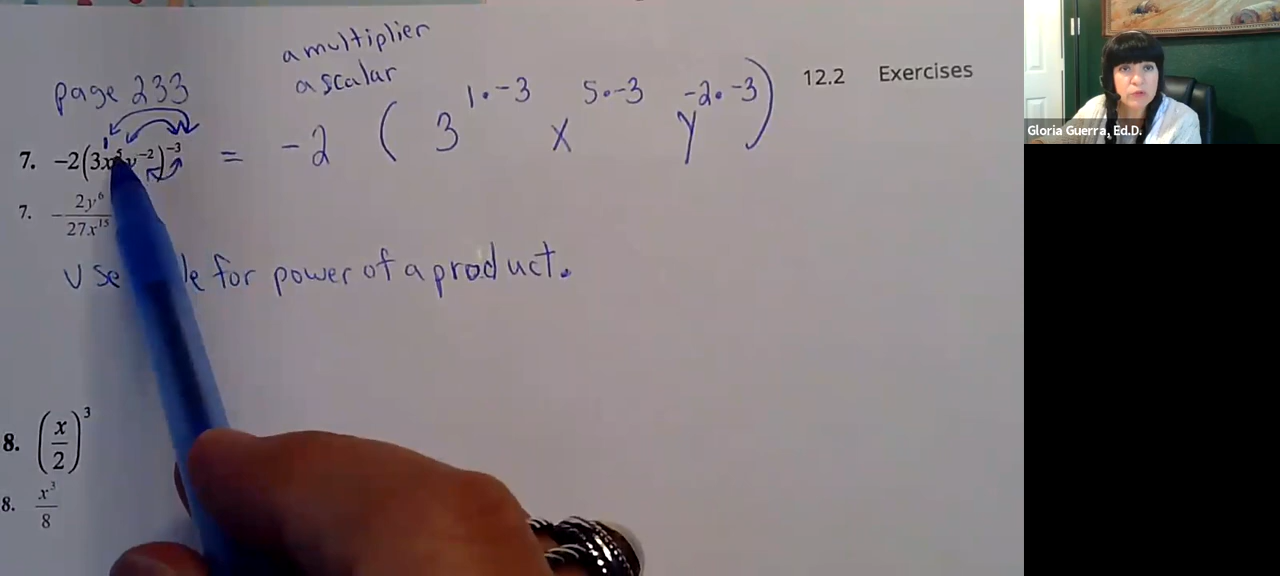 a multiplier
page 233 a scalar
12.2 Exercises
Gloria Guerra, Ed.D.
7. -2(3x⁵y⁻²)⁻³ = -2 (3^{1·-3} x^{5·-3} y^{-2·-3})
7. -2y⁶/27x¹⁵
Use for power of a product.
8. (x/2)³
8. x³/8